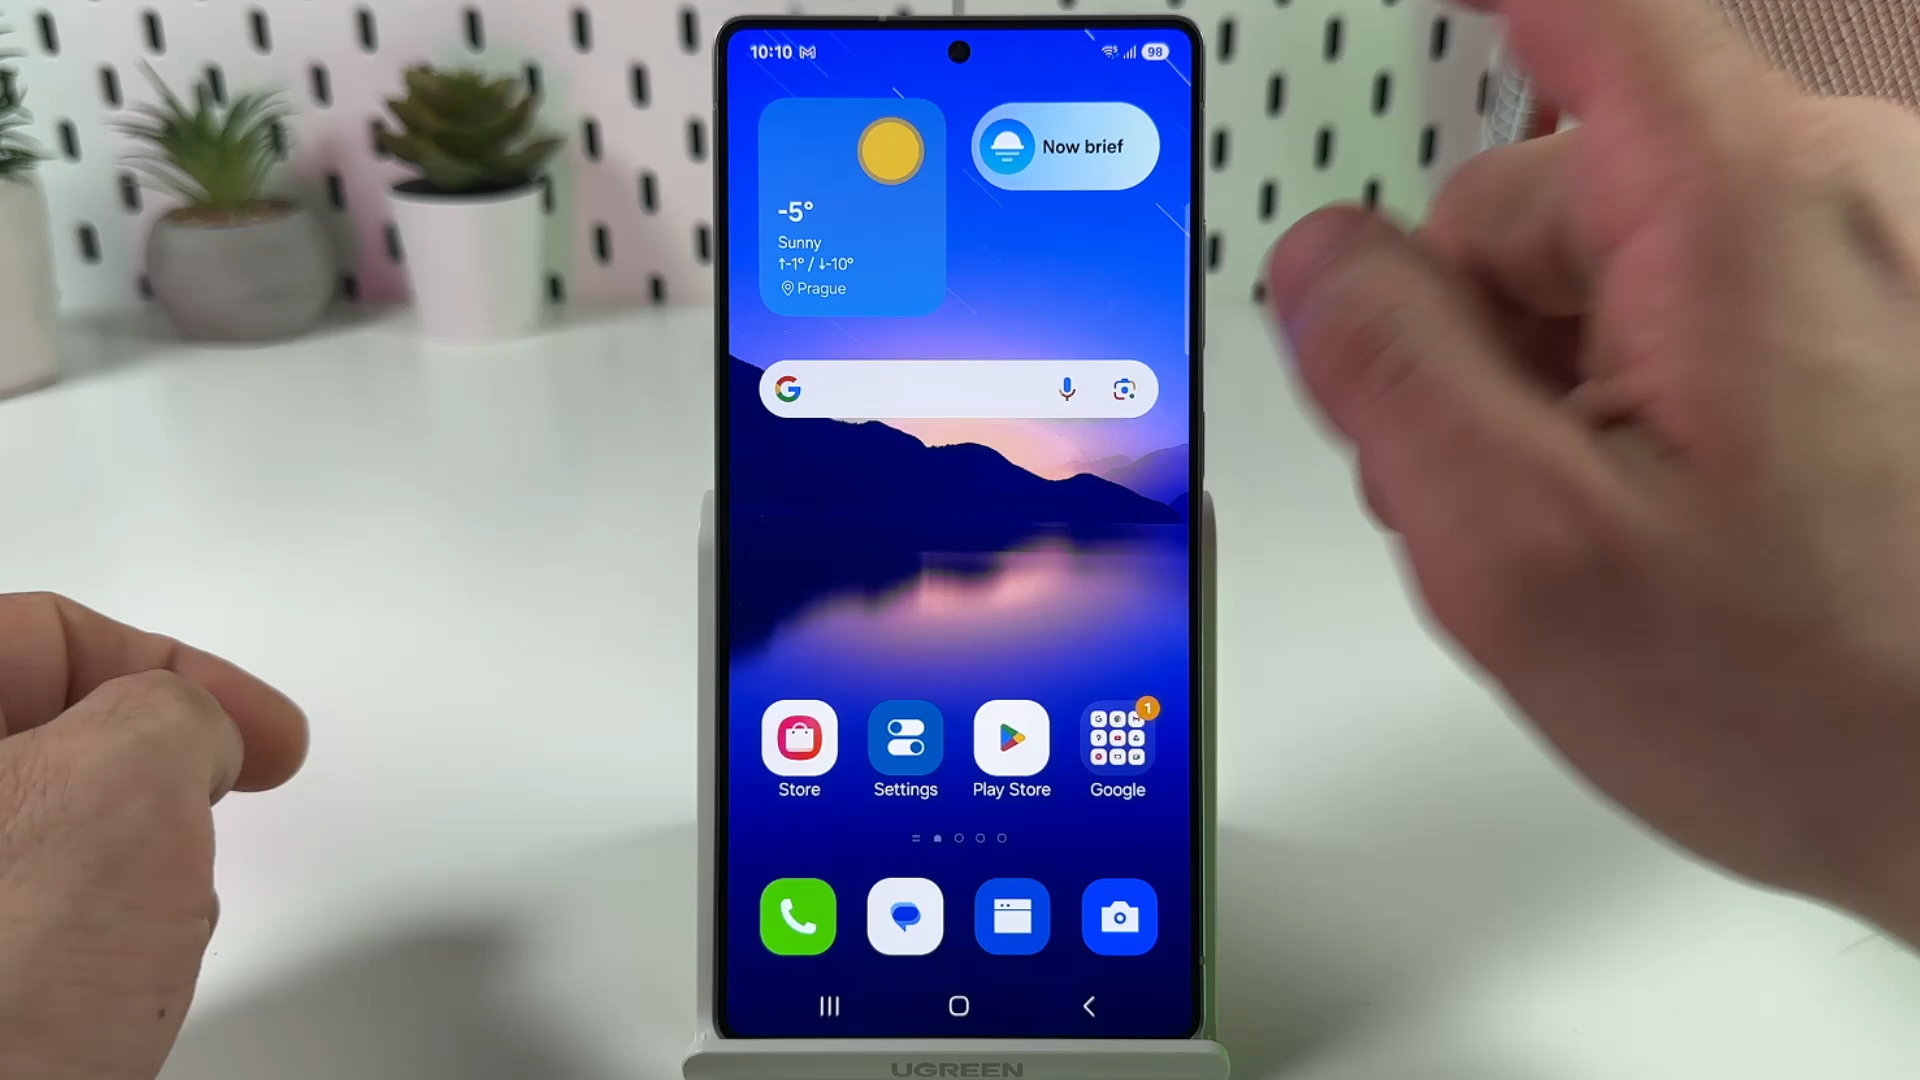 10:10
98
Now brief
-5°
Sunny
↑-1° / ↓-10°
Prague
1
Store
Settings
Play Store
Google
UGREEN